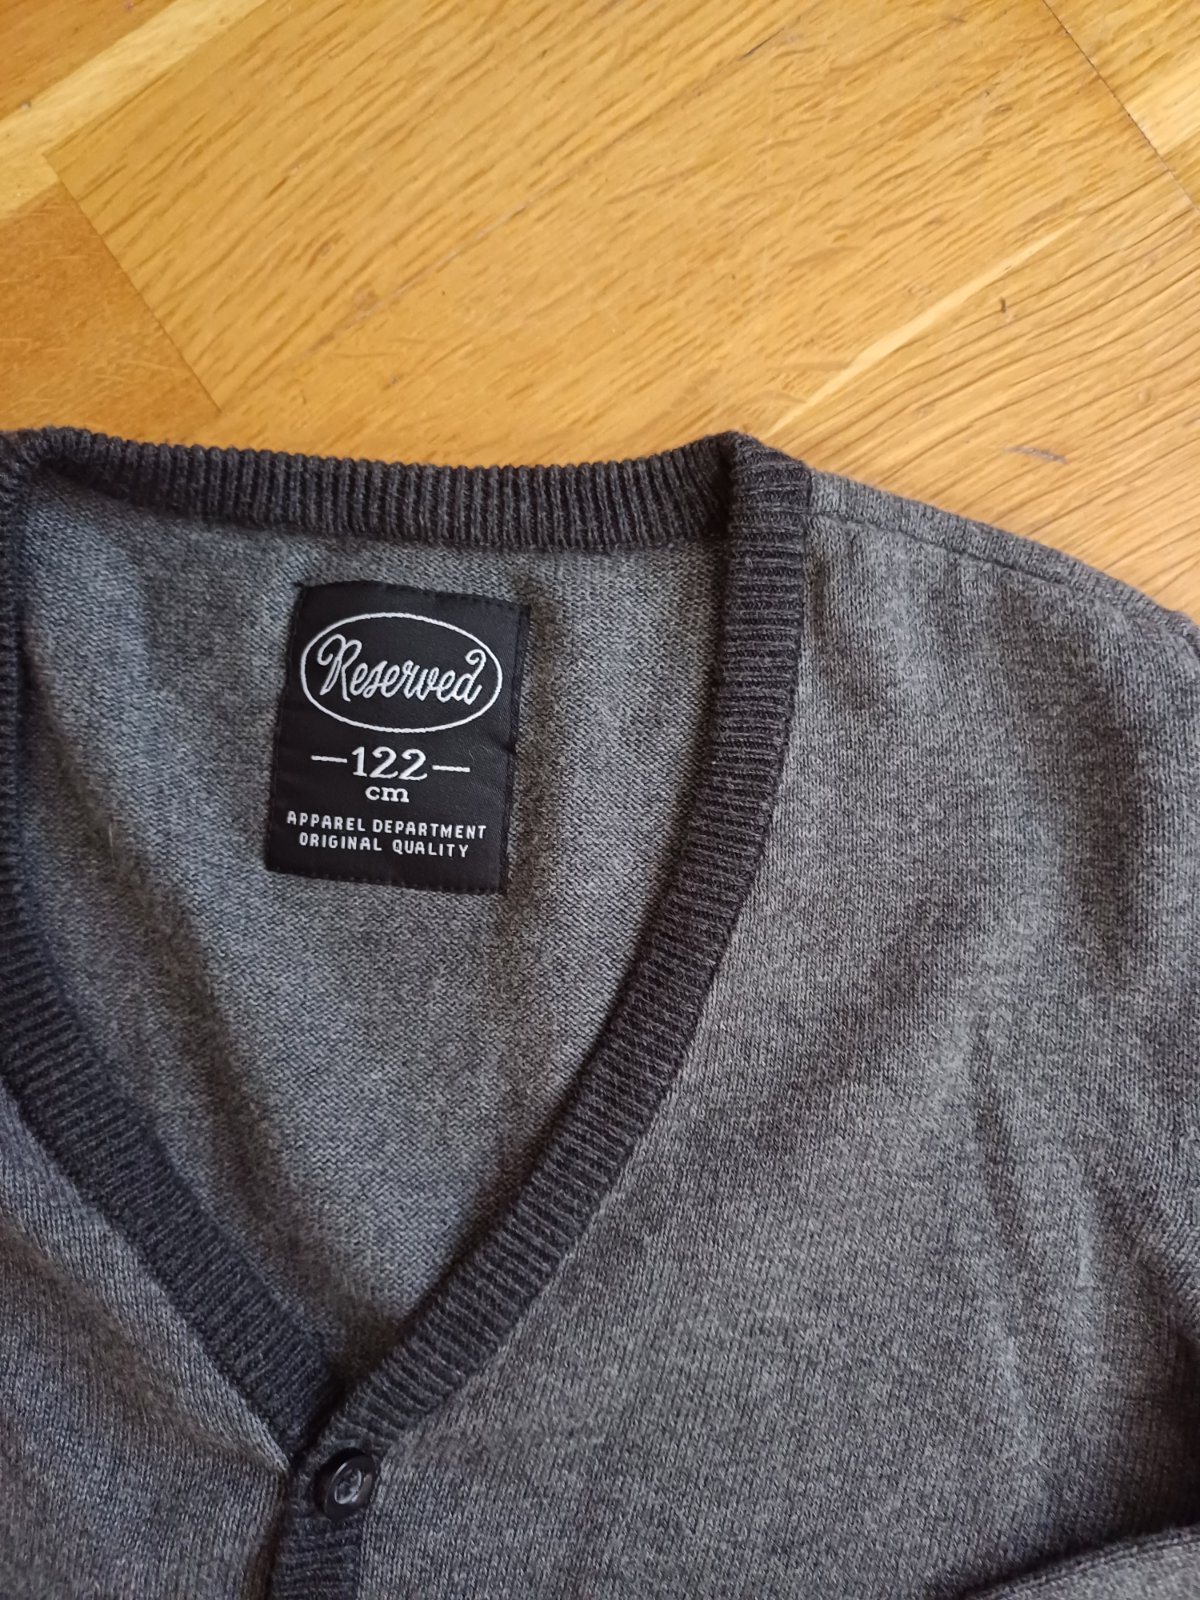 Reserved
—122—
cm
APPAREL DEPARTMENT
ORIGINAL QUALITY